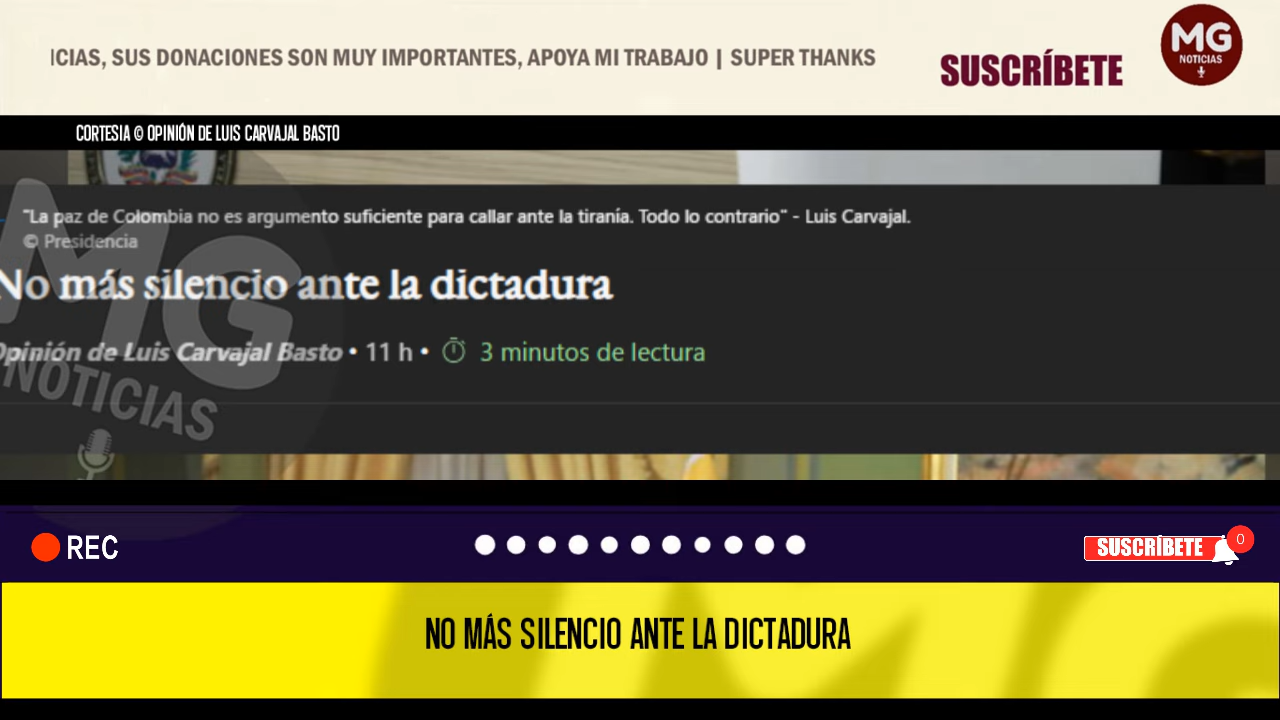 ICIAS, SUS DONACIONES SON MUY IMPORTANTES, APOYA MI TRABAJO | SUPER THANKS
SUSCRÍBETE
MG
NOTICIAS
CORTESIA © OPINIÓN DE LUIS CARVAJAL BASTO
"La paz de Colombia no es argumento suficiente para callar ante la tiranía. Todo lo contrario" - Luis Carvajal.
© Presidencia
No más silencio ante la dictadura
Opinión de Luis Carvajal Basto • 11 h • 3 minutos de lectura
MG
NOTICIAS
REC
SUSCRÍBETE
0
NO MÁS SILENCIO ANTE LA DICTADURA